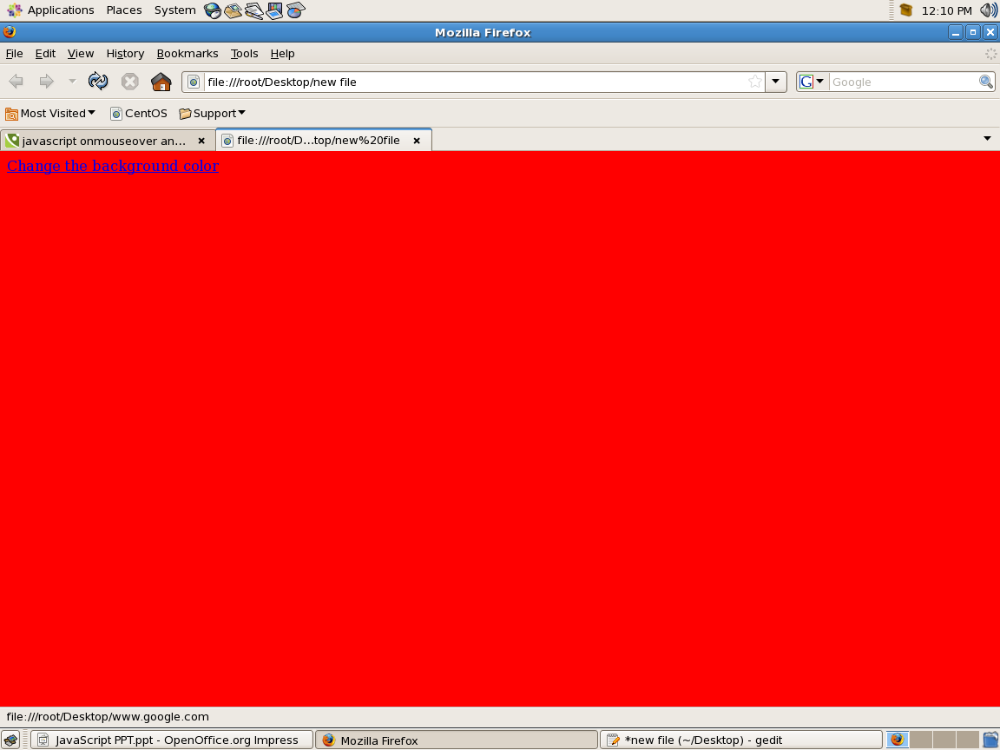 Applications Places System 12:10 PM
Mozilla Firefox
File Edit View History Bookmarks Tools Help
file:///root/Desktop/new file G Google
Most Visited CentOS Support
javascript onmouseover an... file:///root/D...top/new%20file
Change the background color
file:///root/Desktop/www.google.com
JavaScript PPT.ppt - OpenOffice.org Impress Mozilla Firefox *new file (~/Desktop) - gedit